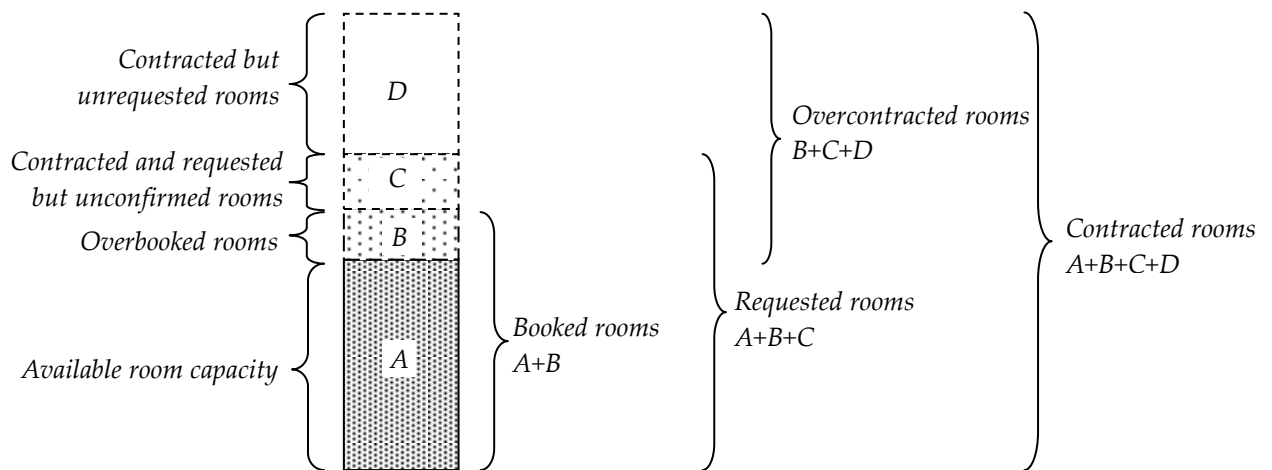 Contracted but
unrequested rooms
D
Overcontracted rooms
B+C+D
Contracted and requested
but unconfirmed rooms
C
Overbooked rooms
B
Contracted rooms
A+B+C+D
Requested rooms
A+B+C
Booked rooms
A+B
Available room capacity
A